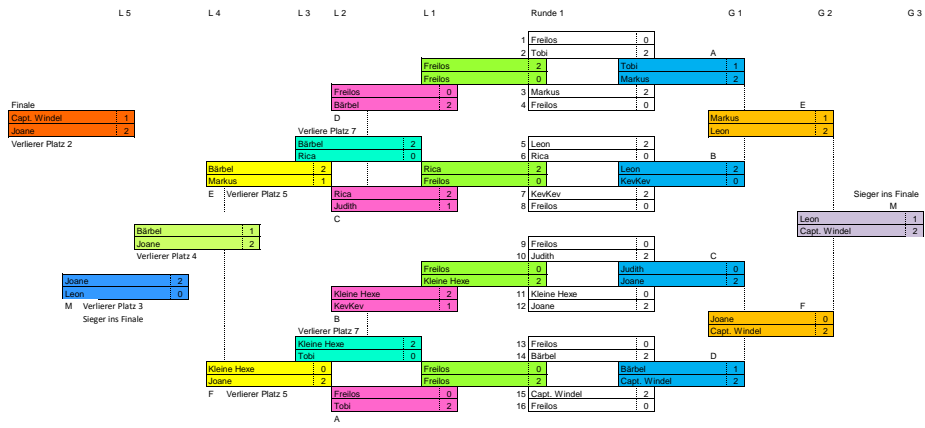 L 5 L 4 L 3 L 2 L 1 Runde 1 G 1 G 2 G 3
1 Freilos 0
2 Tobi 2 A
Freilos 2 Tobi 1
Freilos 0 Markus 2
Freilos 0 3 Markus 2
Finale Bärbel 2 4 Freilos 0 E
Capt. Windel 1 D Markus 1
Joane 2 Verliere Platz 7 Leon 2
Verlierer Platz 2 Bärbel 2 5 Leon 2
Rica 0 6 Rica 0 B
Bärbel 2 Rica 2 Leon 2
Markus 1 Freilos 0 KevKev 0
E Verlierer Platz 5 Rica 2 7 KevKev 2 Sieger ins Finale
Judith 1 8 Freilos 0 M
C Leon 1
Bärbel 1 Capt. Windel 2
Joane 2 9 Freilos 0
Verlierer Platz 4 10 Judith 2 C
Freilos 0 Judith 0
Joane 2 Kleine Hexe 2 Joane 2
Leon 0 Kleine Hexe 2 11 Kleine Hexe 0
M Verlierer Platz 3 KevKev 1 12 Joane 2 F
Sieger ins Finale B Joane 0
Verlierer Platz 7 Capt. Windel 2
Kleine Hexe 2 13 Freilos 0
Tobi 0 14 Bärbel 2 D
Kleine Hexe 0 Freilos 0 Bärbel 1
Joane 2 Freilos 2 Capt. Windel 2
F Verlierer Platz 5 Freilos 0 15 Capt. Windel 2
Tobi 2 16 Freilos 0
A